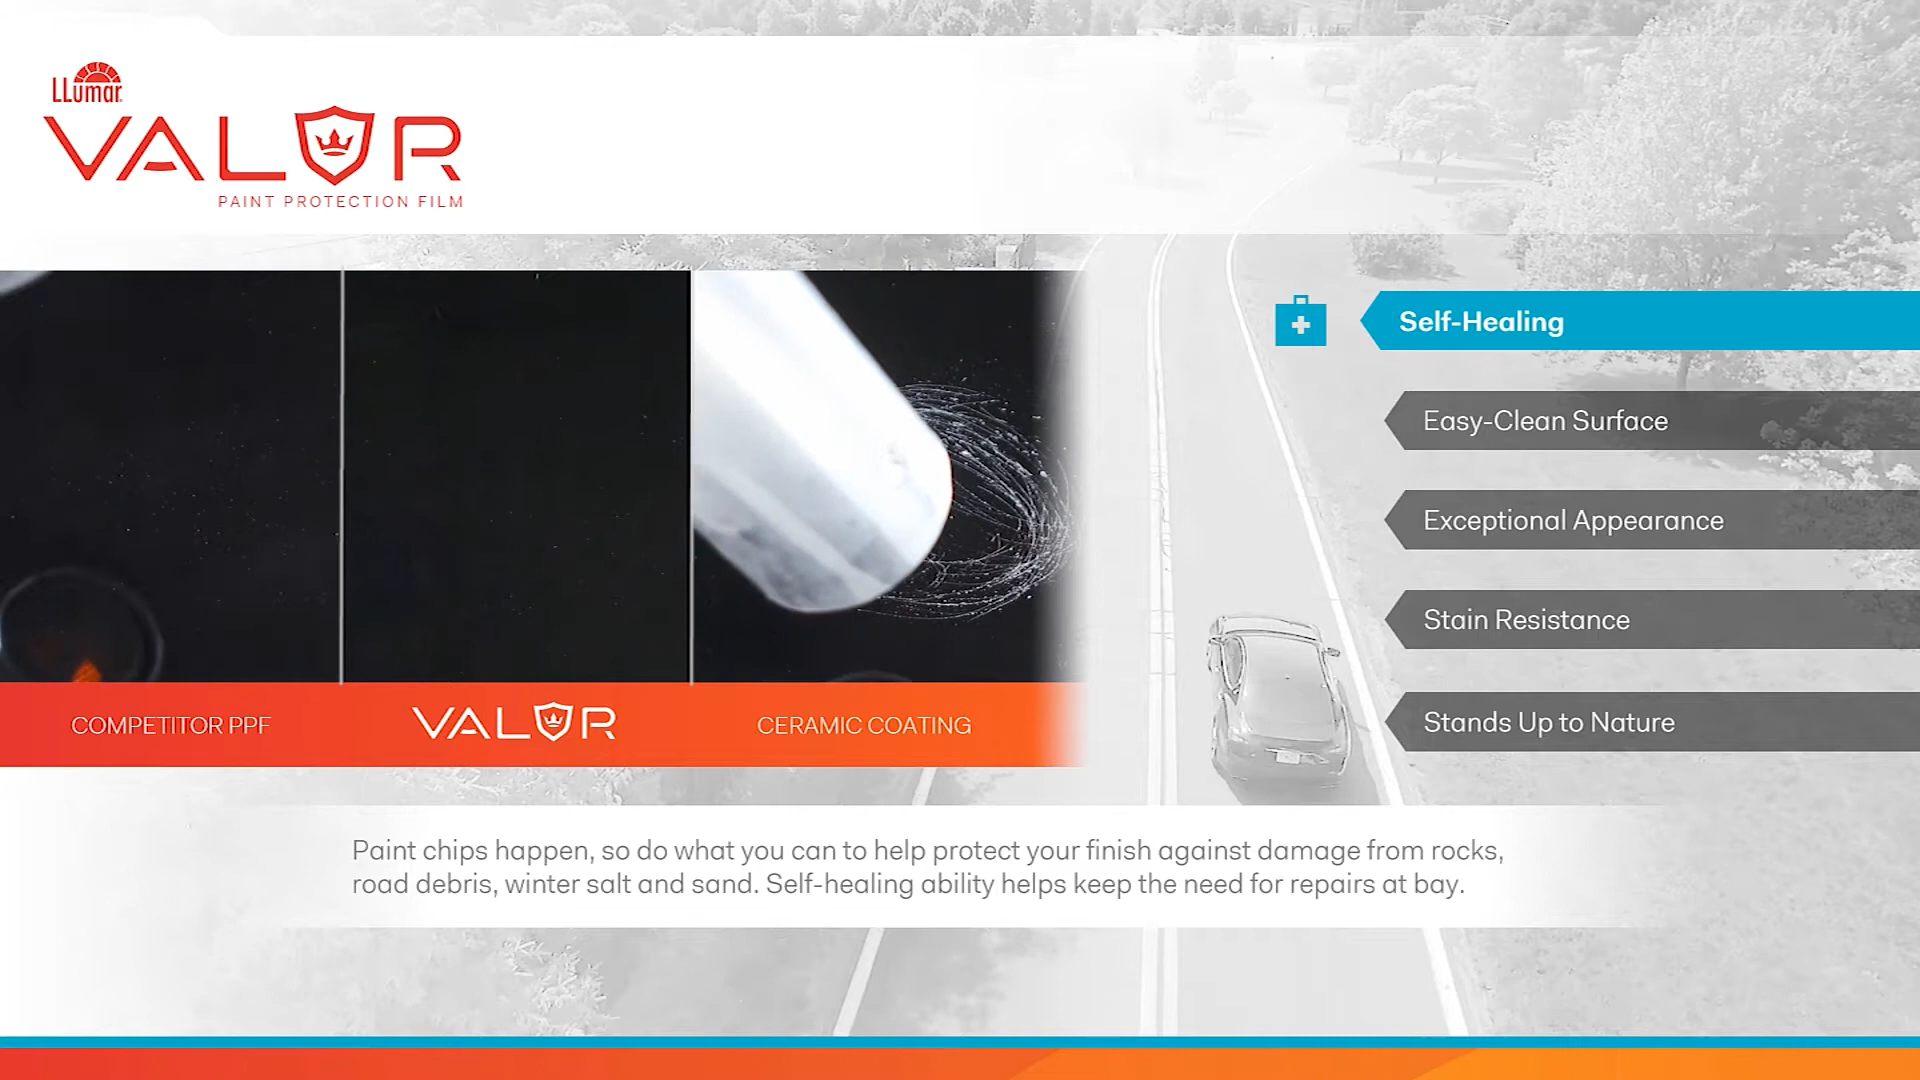 LLumar
VALOR
PAINT PROTECTION FILM
Self-Healing
Easy-Clean Surface
Exceptional Appearance
Stain Resistance
Stands Up to Nature
COMPETITOR PPF
VALOR
CERAMIC COATING
Paint chips happen, so do what you can to help protect your finish against damage from rocks,
road debris, winter salt and sand. Self-healing ability helps keep the need for repairs at bay.